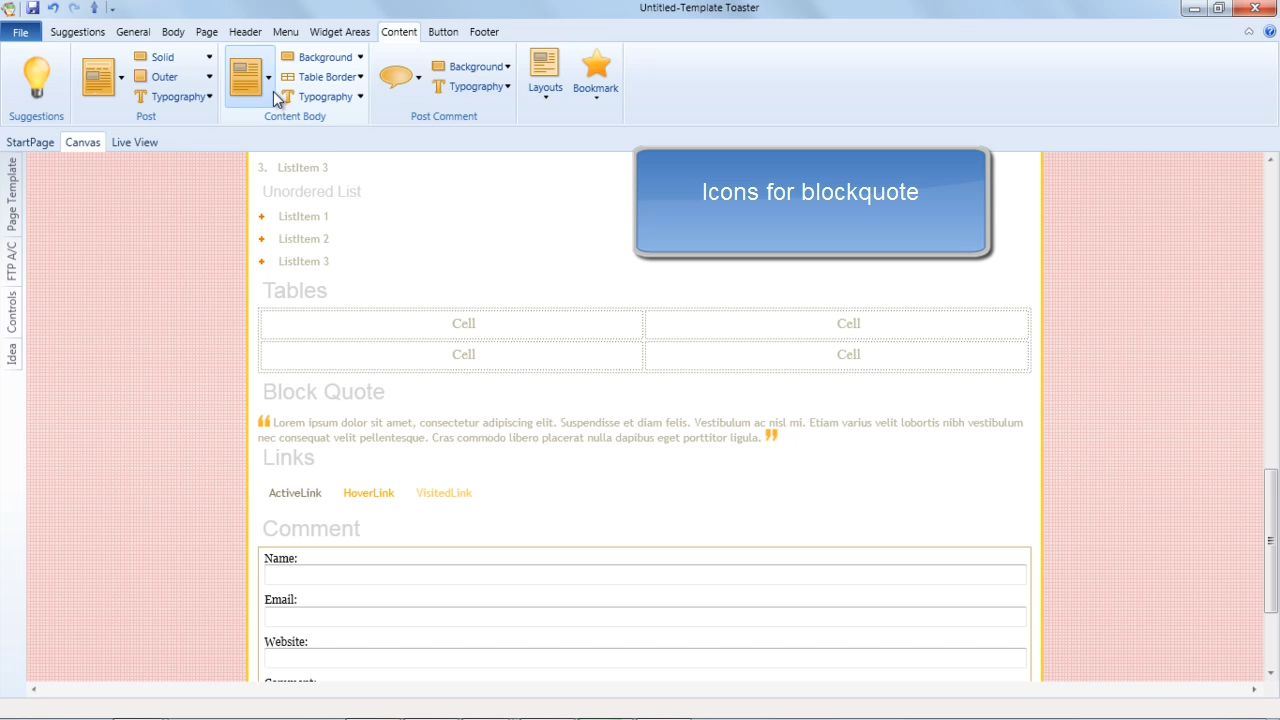 Untitled-Template Toaster
File Suggestions General Body Page Header Menu Widget Areas Content Button Footer
Solid
Outer
Typography
Background
Table Border
Typography
Background
Typography
Layouts
Bookmark
Suggestions
Post
Content Body
Post Comment
StartPage Canvas Live View
Page Template
FTP A/C
Controls
Idea
Icons for blockquote
3. ListItem 3
Unordered List
ListItem 1
ListItem 2
ListItem 3
Tables
Cell Cell
Cell Cell
Block Quote
Lorem ipsum dolor sit amet, consectetur adipiscing elit. Suspendisse et diam felis. Vestibulum ac nisl mi. Etiam varius velit lobortis nibh vestibulum
nec consequat velit pellentesque. Cras commodo libero placerat nulla dapibus eget porttitor ligula.
Links
ActiveLink HoverLink VisitedLink
Comment
Name:
Email:
Website: